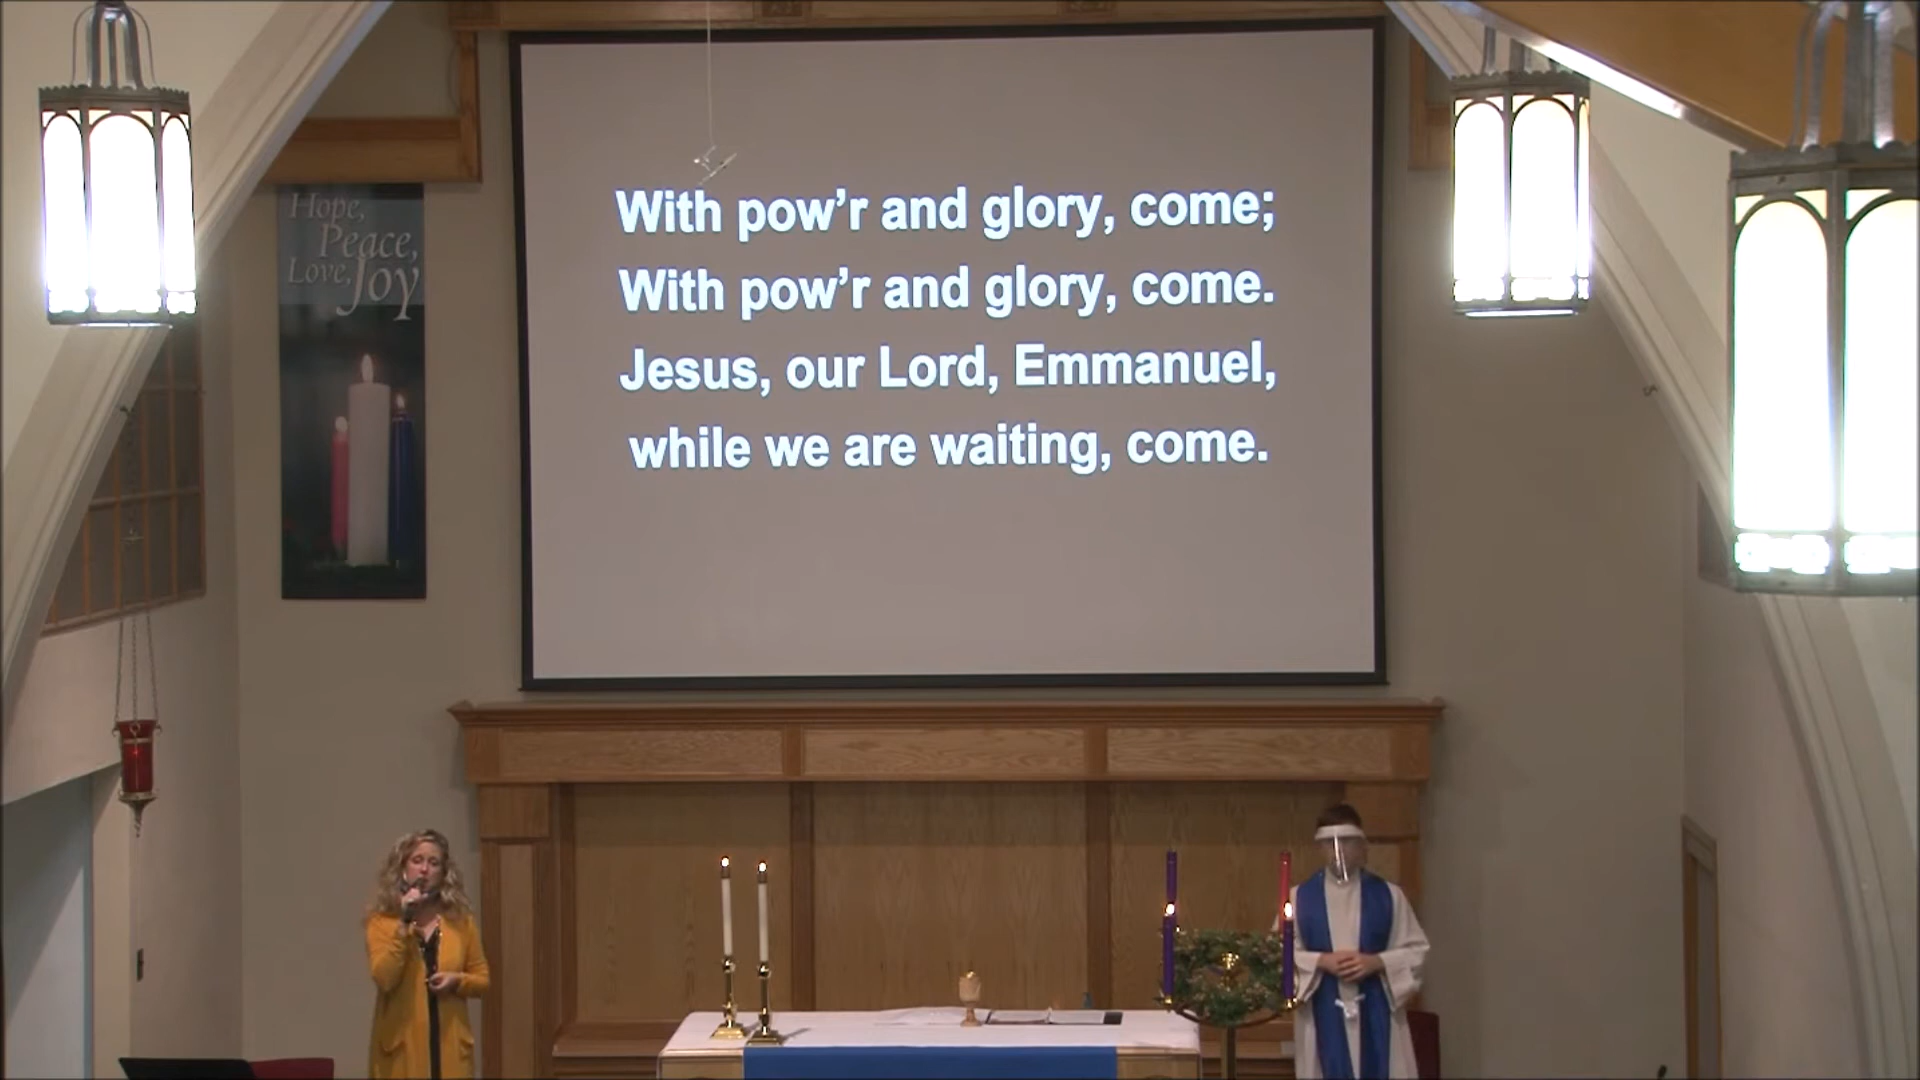 Hope,
Peace,
Love, Joy
With pow’r and glory, come;
With pow’r and glory, come.
Jesus, our Lord, Emmanuel,
while we are waiting, come.